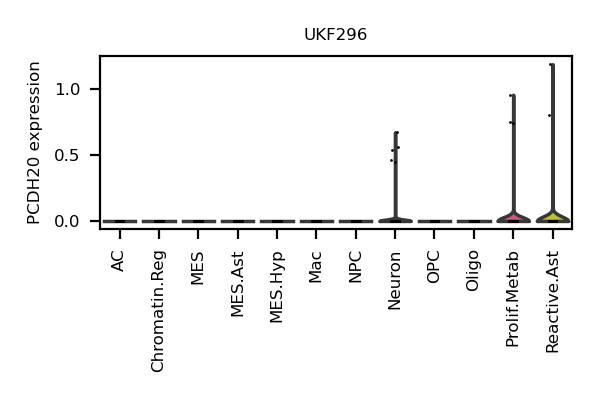 UKF296
PCDH20 expression
1.0
0.5
0.0
AC
Chromatin.Reg
MES
MES.Ast
MES.Hyp
Mac
NPC
Neuron
OPC
Oligo
Prolif.Metab
Reactive.Ast